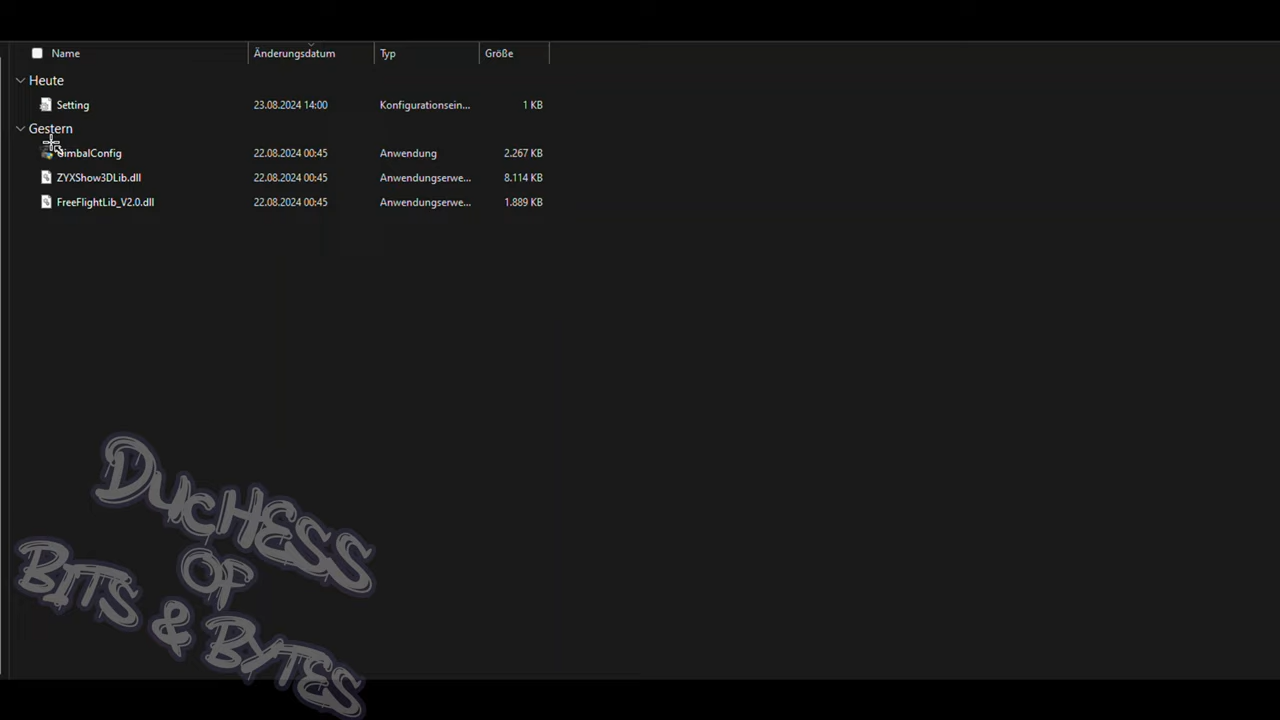 Name Änderungsdatum Typ Größe
Heute
Setting 23.08.2024 14:00 Konfigurationsein... 1 KB
Gestern
GimbalConfig 22.08.2024 00:45 Anwendung 2.267 KB
ZYXShow3DLib.dll 22.08.2024 00:45 Anwendungserwe... 8.114 KB
FreeFlightLib_V2.0.dll 22.08.2024 00:45 Anwendungserwe... 1.889 KB
DUCHESS
OF
BITS & BYTES